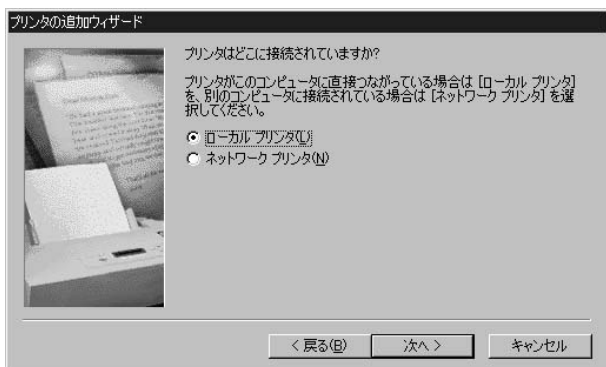 プリンタの追加ウィザード
プリンタはどこに接続されていますか?
プリンタがこのコンピュータに直接つながっている場合は [ローカル プリンタ]
を、別のコンピュータに接続されている場合は [ネットワーク プリンタ] を選
択してください。
ローカル プリンタ(L)
ネットワーク プリンタ(N)
< 戻る(B)
次へ >
キャンセル